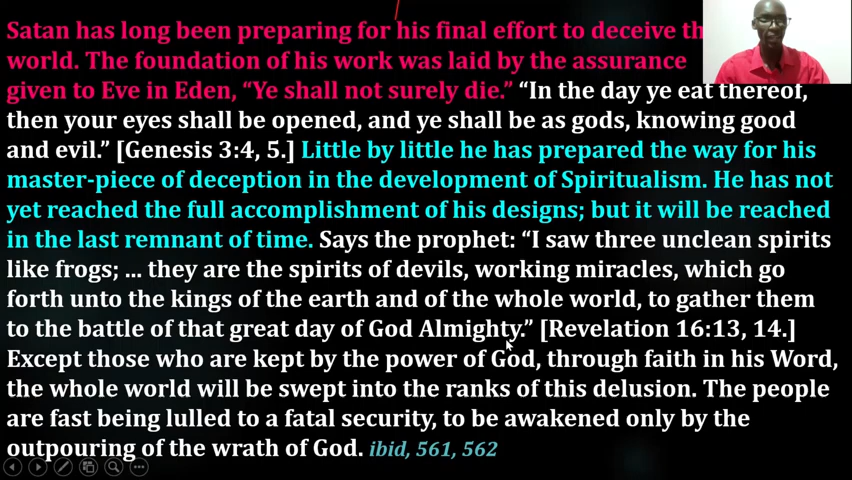 Satan has long been preparing for his final effort to deceive th
world. The foundation of his work was laid by the assurance
given to Eve in Eden, “Ye shall not surely die.” “In the day ye eat thereof,
then your eyes shall be opened, and ye shall be as gods, knowing good
and evil.” [Genesis 3:4, 5.] Little by little he has prepared the way for his
master-piece of deception in the development of Spiritualism. He has not
yet reached the full accomplishment of his designs; but it will be reached
in the last remnant of time. Says the prophet: “I saw three unclean spirits
like frogs; ... they are the spirits of devils, working miracles, which go
forth unto the kings of the earth and of the whole world, to gather them
to the battle of that great day of God Almighty.” [Revelation 16:13, 14.]
Except those who are kept by the power of God, through faith in his Word,
the whole world will be swept into the ranks of this delusion. The people
are fast being lulled to a fatal security, to be awakened only by the
outpouring of the wrath of God. ibid, 561, 562